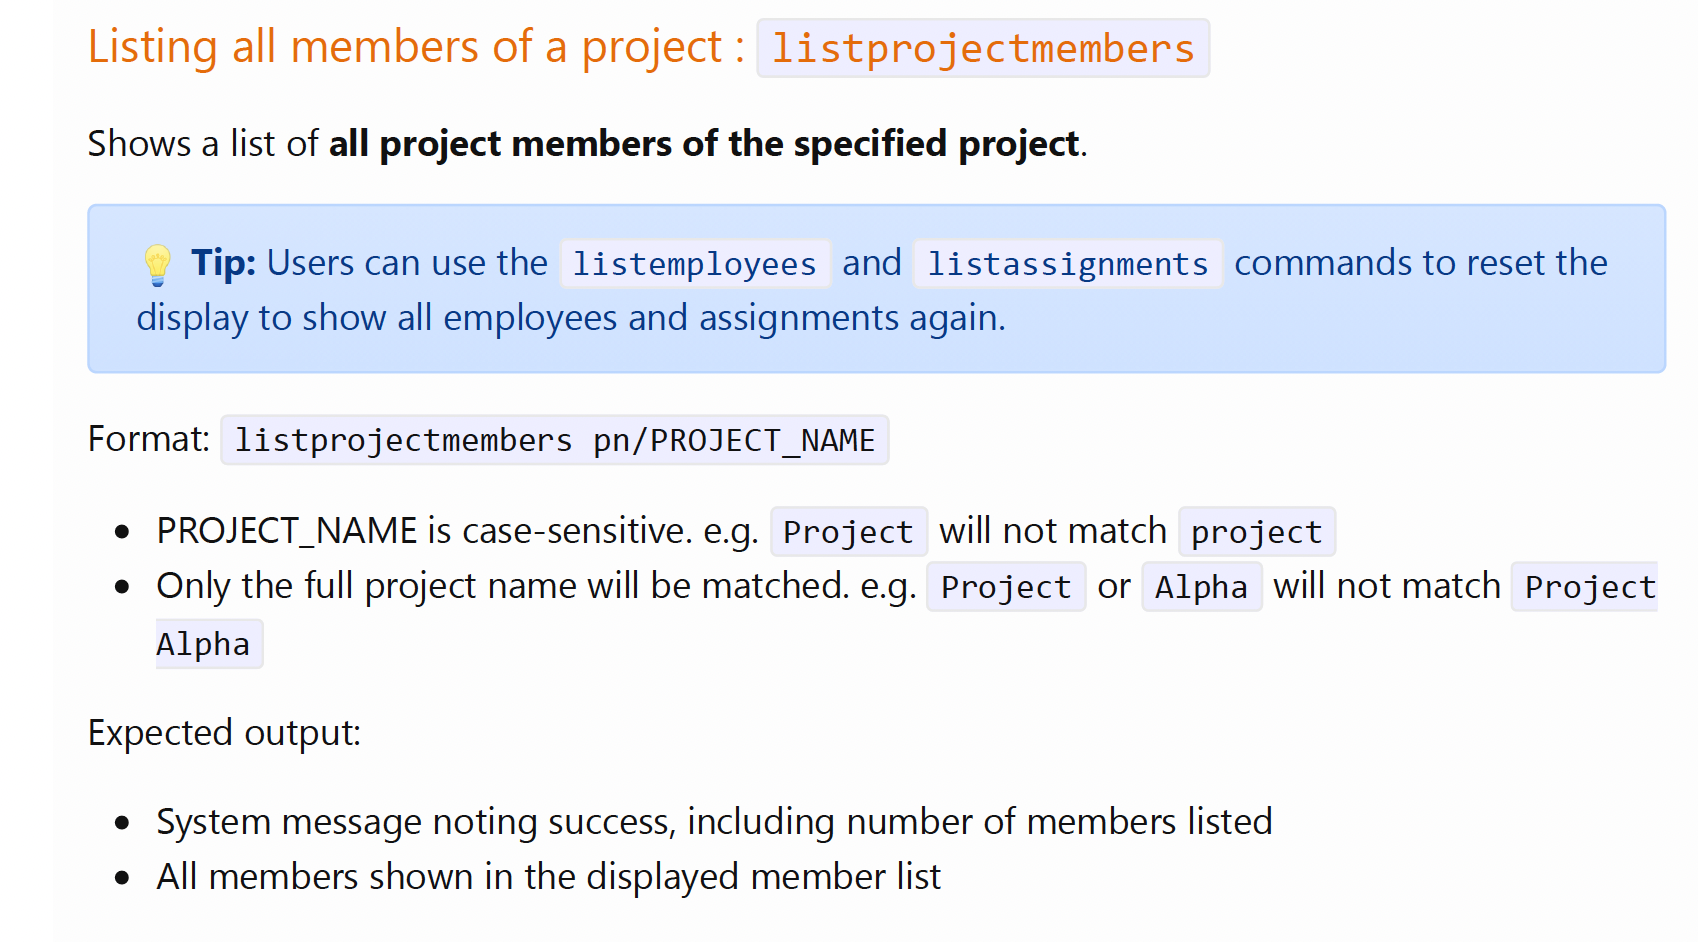 Listing all members of a project : listprojectmembers
Shows a list of all project members of the specified project.
💡 Tip: Users can use the listemployees and listassignments commands to reset the
display to show all employees and assignments again.
Format: listprojectmembers pn/PROJECT_NAME
• PROJECT_NAME is case-sensitive. e.g. Project will not match project
• Only the full project name will be matched. e.g. Project or Alpha will not match Project
Alpha
Expected output:
• System message noting success, including number of members listed
• All members shown in the displayed member list